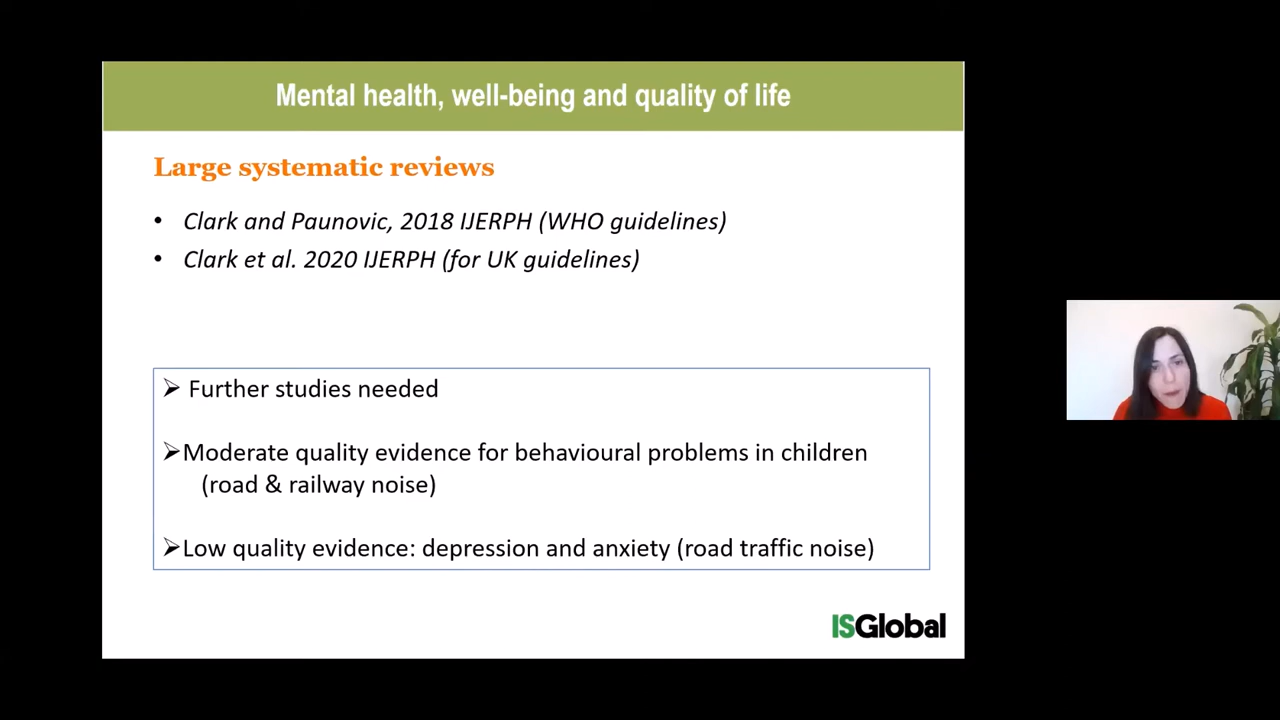 Mental health, well-being and quality of life
Large systematic reviews
• Clark and Paunovic, 2018 IJERPH (WHO guidelines)
• Clark et al. 2020 IJERPH (for UK guidelines)
➢ Further studies needed
➢Moderate quality evidence for behavioural problems in children
(road & railway noise)
➢Low quality evidence: depression and anxiety (road traffic noise)
ISGlobal